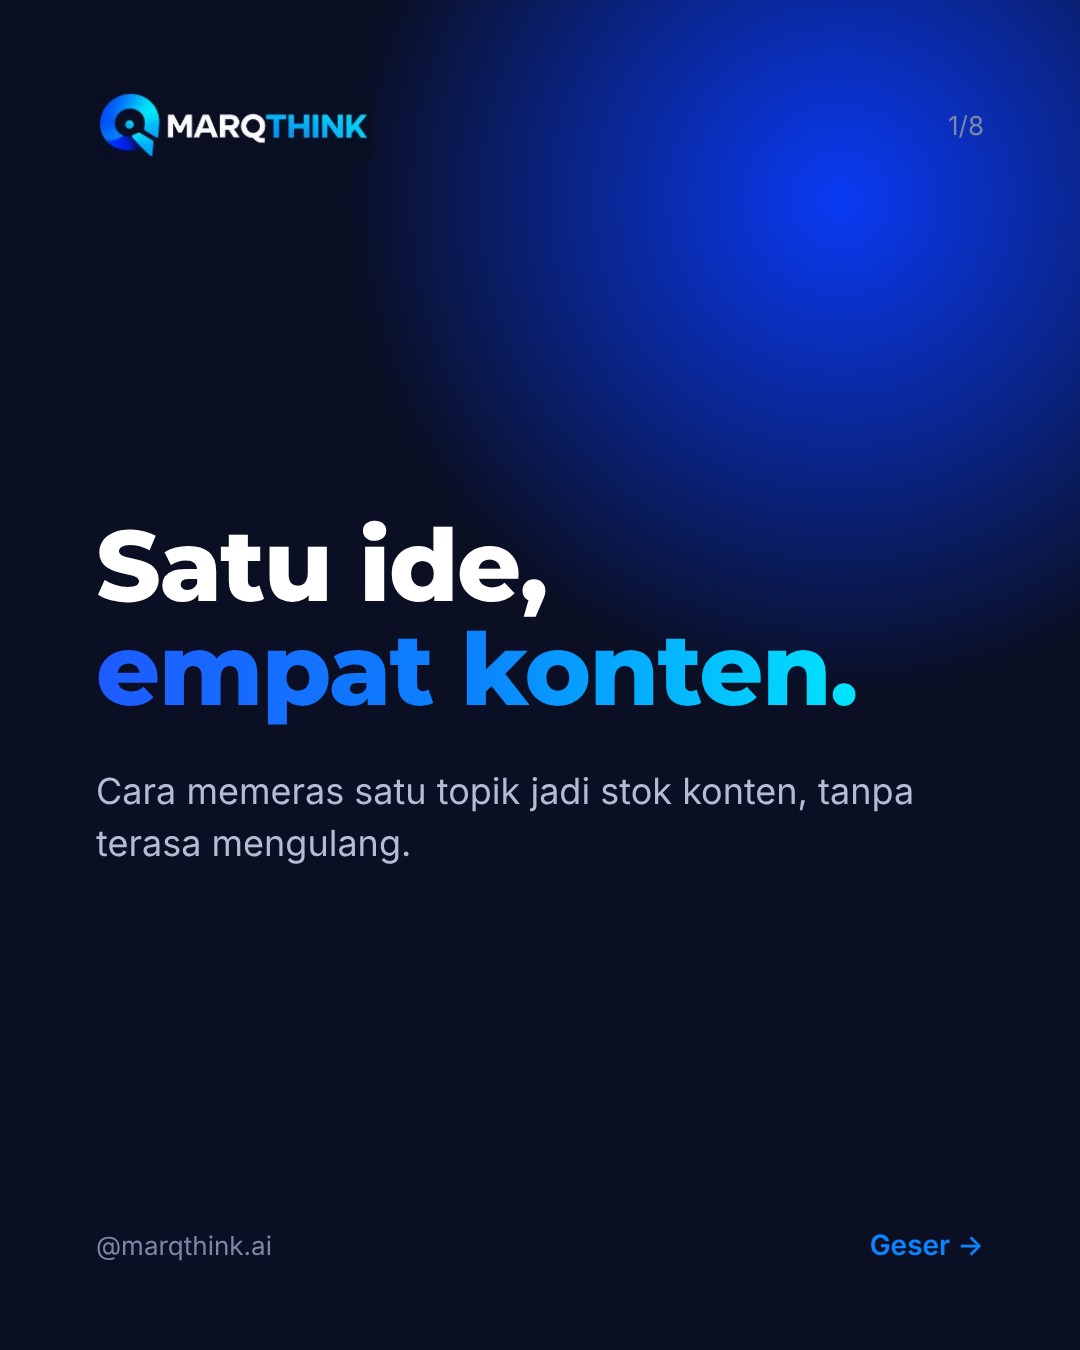 MARQTHINK
1/8
Satu ide,
empat konten.
Cara memeras satu topik jadi stok konten, tanpa
terasa mengulang.
@marqthink.ai
Geser →